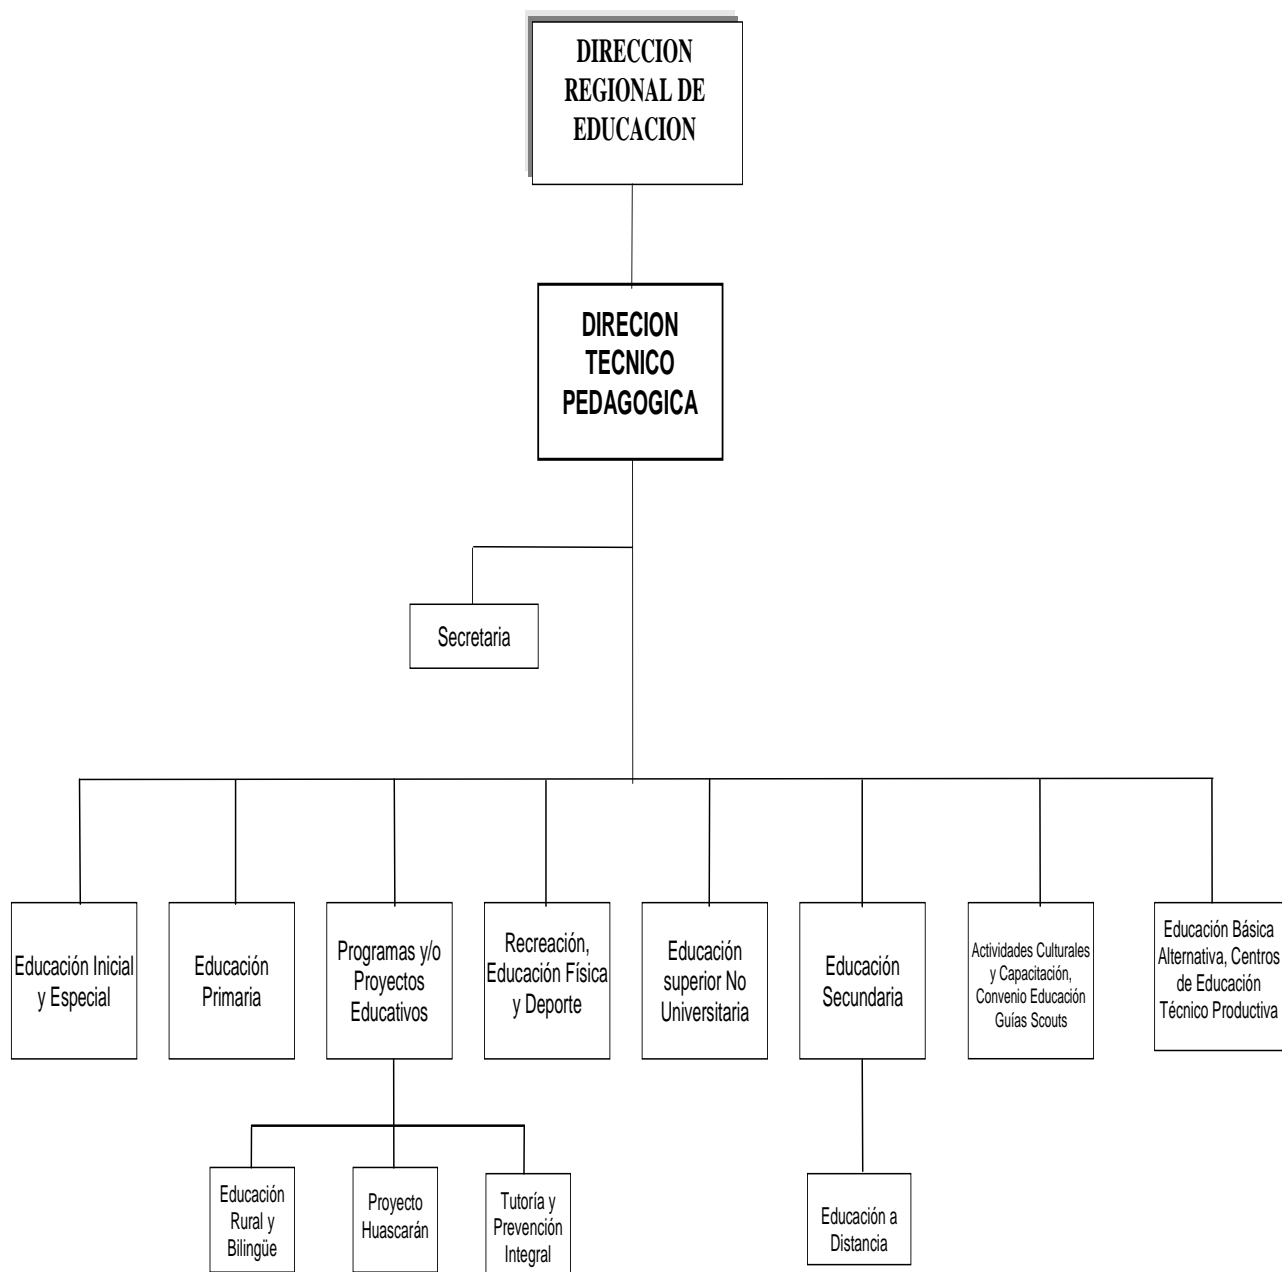 DIRECCION
REGIONAL DE
EDUCACION
DIRECION
TECNICO
PEDAGOGICA
Secretaria
Educación Inicial
y Especial
Educación
Primaria
Programas y/o
Proyectos
Educativos
Recreación,
Educación Física
y Deporte
Educación
superior No
Universitaria
Educación
Secundaria
Actividades Culturales
y Capacitación,
Convenio Educación
Guías Scouts
Educación Básica
Alternativa, Centros
de Educación
Técnico Productiva
Educación
Rural y
Bilingüe
Proyecto
Huascarán
Tutoría y
Prevención
Integral
Educación a
Distancia